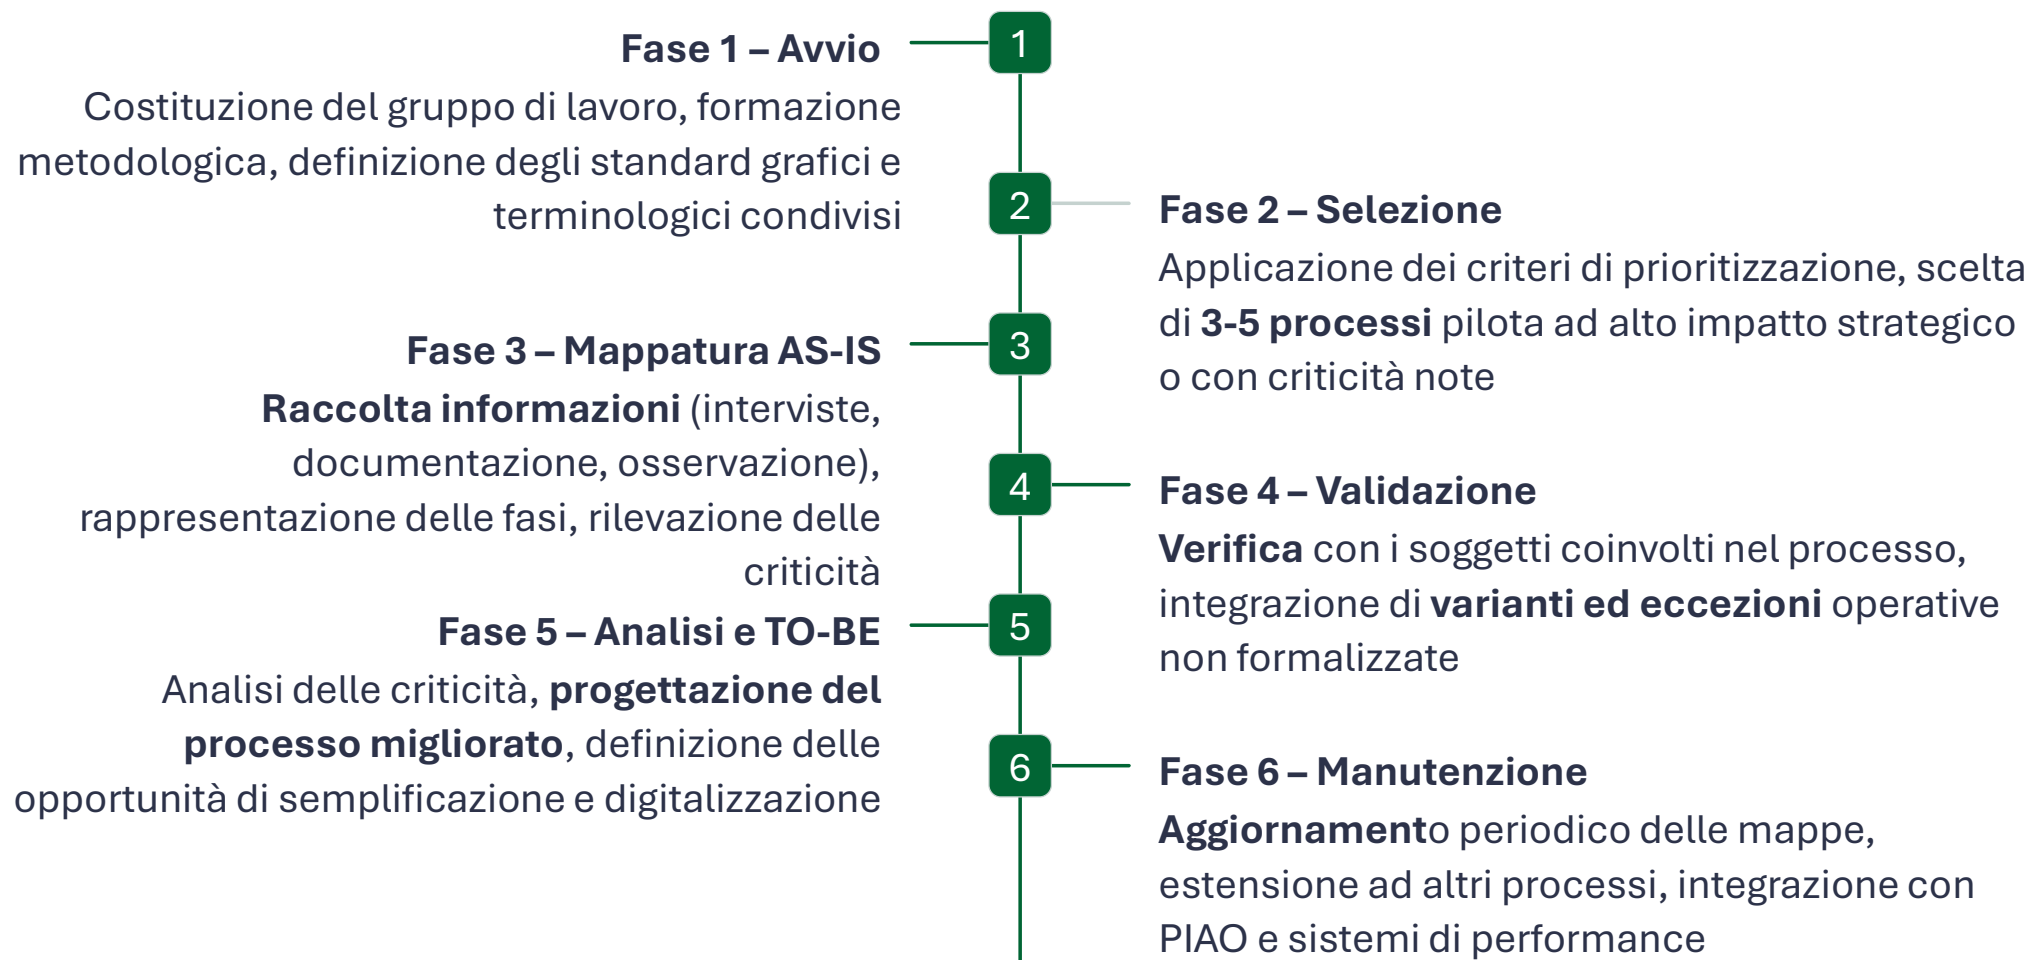 1
Fase 1 – Avvio
Costituzione del gruppo di lavoro, formazione
metodologica, definizione degli standard grafici e
terminologici condivisi
2
Fase 2 – Selezione
Applicazione dei criteri di prioritizzazione, scelta
di 3-5 processi pilota ad alto impatto strategico
o con criticità note
3
Fase 3 – Mappatura AS-IS
Raccolta informazioni (interviste,
documentazione, osservazione),
rappresentazione delle fasi, rilevazione delle
criticità
4
Fase 4 – Validazione
Verifica con i soggetti coinvolti nel processo,
integrazione di varianti ed eccezioni operative
non formalizzate
5
Fase 5 – Analisi e TO-BE
Analisi delle criticità, progettazione del
processo migliorato, definizione delle
opportunità di semplificazione e digitalizzazione
6
Fase 6 – Manutenzione
Aggiornamento periodico delle mappe,
estensione ad altri processi, integrazione con
PIAO e sistemi di performance